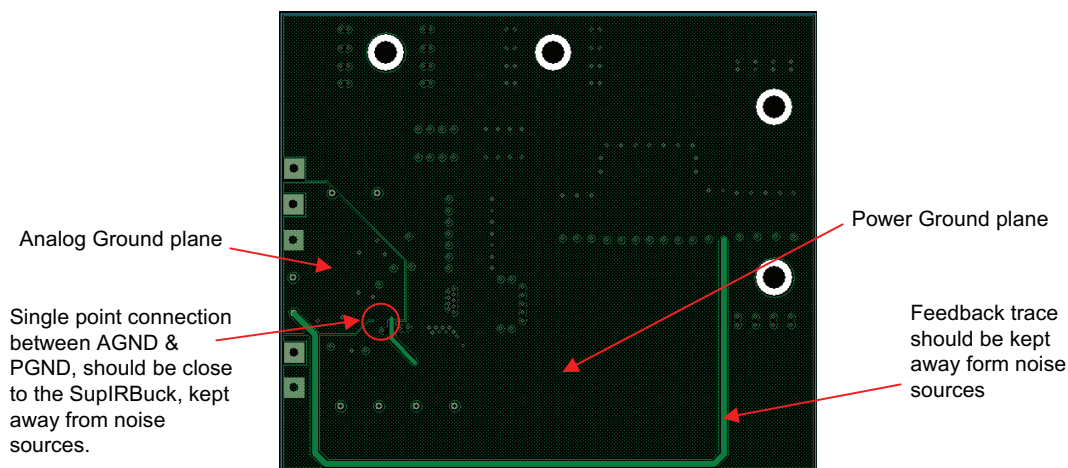 Analog Ground plane
Single point connection
between AGND &
PGND, should be close
to the SupIRBuck, kept
away from noise
sources.
Power Ground plane
Feedback trace
should be kept
away form noise
sources